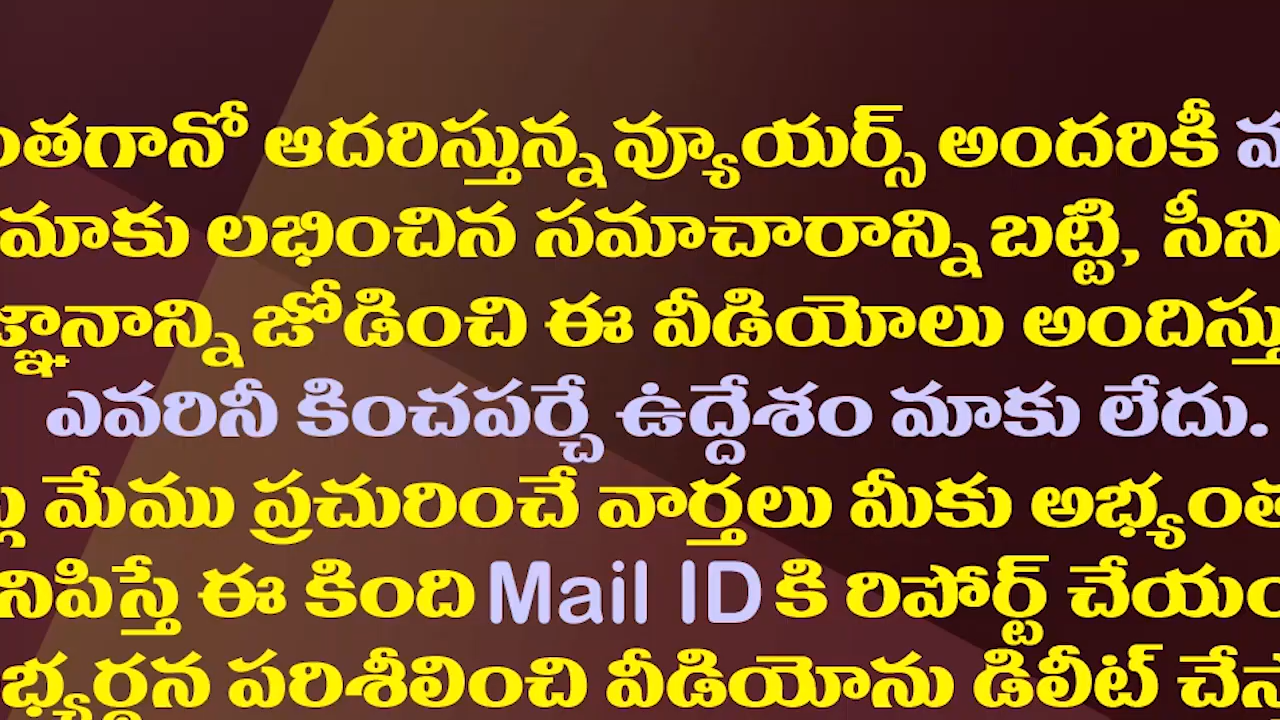 ఆదరిస్తున్న వ్యూయర్స్ అందరికీ
మాకు లభించిన సమాచారాన్ని బట్టి,
జోడించి ఈ వీడియోలు
ఎవరినీ కించపర్చే ఉద్దేశం మాకు లేదు.
మేము ప్రచురించే వార్తలు మీకు
ఈ కింది Mail ID కి రిపోర్ట్
పరిశీలించి వీడియోను డిలీట్